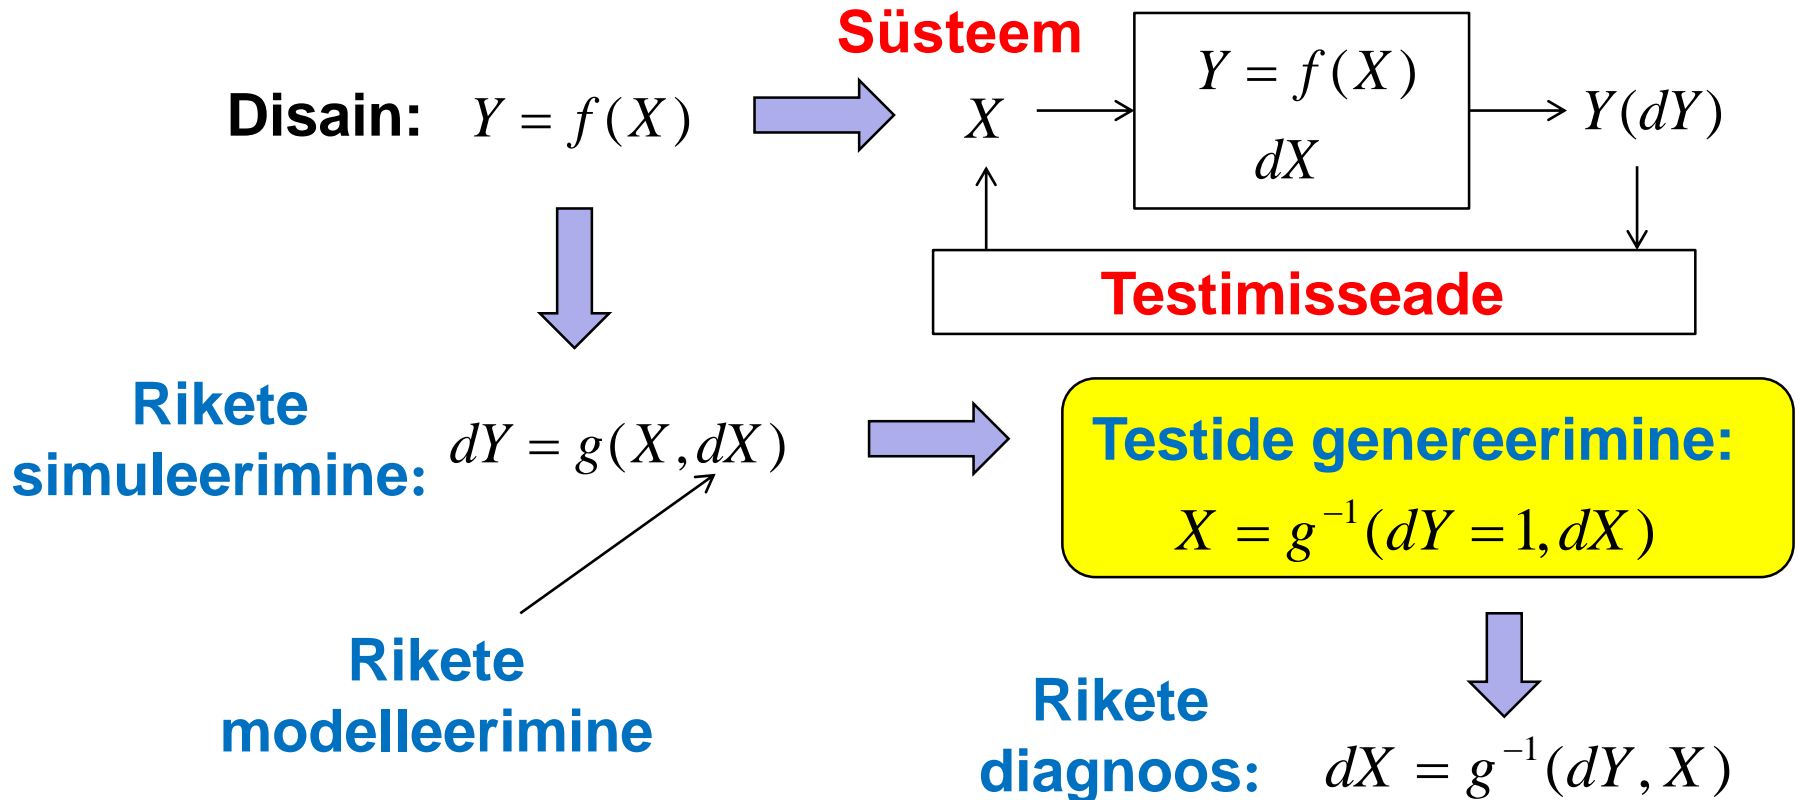 Süsteem
Disain: Y = f(X)
X
Y = f(X)
dX
Y(dY)
Testimisseade
Rikete
simuleerimine:
dY = g(X, dX)
Testide genereerimine:
X = g⁻¹(dY = 1, dX)
Rikete
modelleerimine
Rikete
diagnoos:
dX = g⁻¹(dY, X)